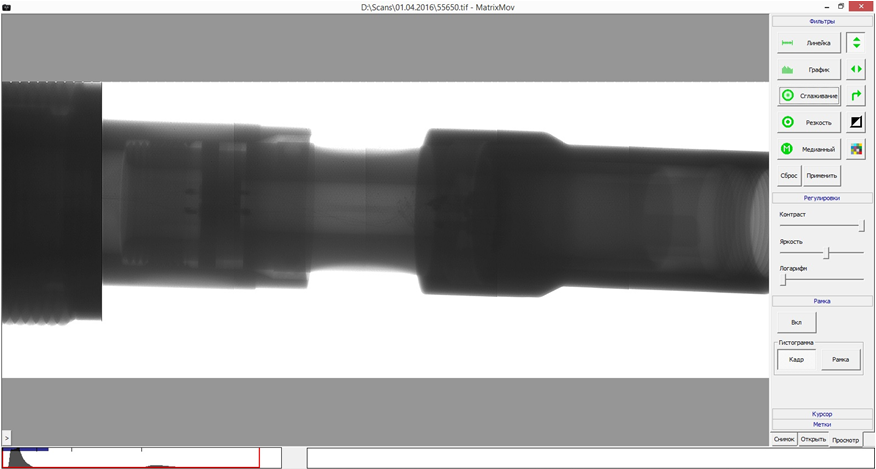 D:\Scans\01.04.2016\55650.tif - MatrixMov
Фильтры
Линейка
График
Сглаживание
Резкость
M Медианный
Сброс Применить
Регулировки
Контраст
Яркость
Логарифм
Рамка
Вкл
Гистограмма
Кадр Рамка
Курсор
Метки
> Снимок Открыть Просмотр